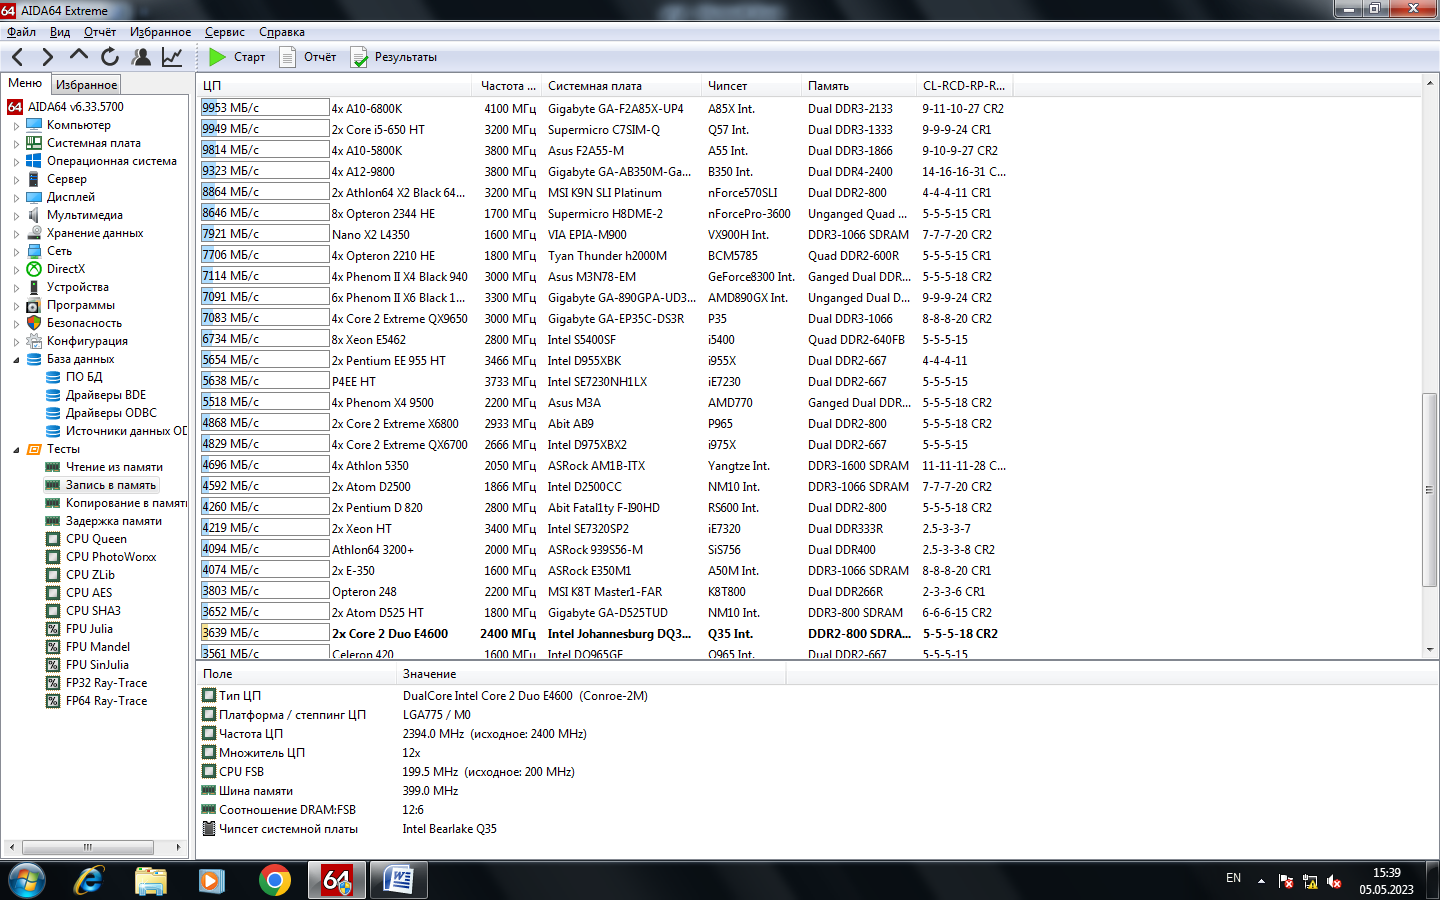 AIDA64 Extreme
Файл Вид Отчёт Избранное Сервис Справка
Старт Отчёт Результаты
Меню Избранное
AIDA64 v6.33.5700
Компьютер
Системная плата
Операционная система
Сервер
Дисплей
Мультимедиа
Хранение данных
Сеть
DirectX
Устройства
Программы
Безопасность
Конфигурация
База данных
ПО БД
Драйверы BDE
Драйверы ODBC
Источники данных OD
Тесты
Чтение из памяти
Запись в память
Копирование в память
Задержка памяти
CPU Queen
CPU PhotoWorxx
CPU ZLib
CPU AES
CPU SHA3
FPU Julia
FPU Mandel
FPU SinJulia
FP32 Ray-Trace
FP64 Ray-Trace
ЦП Частота ... Системная плата Чипсет Память CL-RCD-RP-R...
9953 МБ/с 4x A10-6800K 4100 МГц Gigabyte GA-F2A85X-UP4 A85X Int. Dual DDR3-2133 9-11-10-27 CR2
9949 МБ/с 2x Core i5-650 HT 3200 МГц Supermicro C7SIM-Q Q57 Int. Dual DDR3-1333 9-9-9-24 CR1
9814 МБ/с 4x A10-5800K 3800 МГц Asus F2A55-M A55 Int. Dual DDR3-1866 9-10-9-27 CR2
9323 МБ/с 4x A12-9800 3800 МГц Gigabyte GA-AB350M-Ga... B350 Int. Dual DDR4-2400 14-16-16-31 C...
8864 МБ/с 2x Athlon64 X2 Black 64... 3200 МГц MSI K9N SLI Platinum nForce570SLI Dual DDR2-800 4-4-4-11 CR1
8646 МБ/с 8x Opteron 2344 HE 1700 МГц Supermicro H8DME-2 nForcePro-3600 Unganged Quad ... 5-5-5-15 CR1
7921 МБ/с Nano X2 L4350 1600 МГц VIA EPIA-M900 VX900H Int. DDR3-1066 SDRAM 7-7-7-20 CR2
7706 МБ/с 4x Opteron 2210 HE 1800 МГц Tyan Thunder h2000M BCM5785 Quad DDR2-600R 5-5-5-15 CR1
7114 МБ/с 4x Phenom II X4 Black 940 3000 МГц Asus M3N78-EM GeForce8300 Int. Ganged Dual DDR... 5-5-5-18 CR2
7091 МБ/с 6x Phenom II X6 Black 1... 3300 МГц Gigabyte GA-890GPA-UD3... AMD890GX Int. Unganged Dual D... 9-9-9-24 CR2
7083 МБ/с 4x Core 2 Extreme QX9650 3000 МГц Gigabyte GA-EP35C-DS3R P35 Dual DDR3-1066 8-8-8-20 CR2
6734 МБ/с 8x Xeon E5462 2800 МГц Intel S5400SF i5400 Quad DDR2-640FB 5-5-5-15
5654 МБ/с 2x Pentium EE 955 HT 3466 МГц Intel D955XBK i955X Dual DDR2-667 4-4-4-11
5638 МБ/с P4EE HT 3733 МГц Intel SE7230NH1LX iE7230 Dual DDR2-667 5-5-5-15
5518 МБ/с 4x Phenom X4 9500 2200 МГц Asus M3A AMD770 Ganged Dual DDR... 5-5-5-18 CR2
4868 МБ/с 2x Core 2 Extreme X6800 2933 МГц Abit AB9 P965 Dual DDR2-800 5-5-5-18 CR2
4829 МБ/с 4x Core 2 Extreme QX6700 2666 МГц Intel D975XBX2 i975X Dual DDR2-667 5-5-5-15
4696 МБ/с 4x Athlon 5350 2050 МГц ASRock AM1B-ITX Yangtze Int. DDR3-1600 SDRAM 11-11-11-28 C...
4592 МБ/с 2x Atom D2500 1866 МГц Intel D2500CC NM10 Int. DDR3-1066 SDRAM 7-7-7-20 CR2
4260 МБ/с 2x Pentium D 820 2800 МГц Abit Fatal1ty F-I90HD RS600 Int. Dual DDR2-800 5-5-5-18 CR2
4219 МБ/с 2x Xeon HT 3400 МГц Intel SE7320SP2 iE7320 Dual DDR333R 2.5-3-3-7
4094 МБ/с Athlon64 3200+ 2000 МГц ASRock 939S56-M SiS756 Dual DDR400 2.5-3-3-8 CR2
4074 МБ/с 2x E-350 1600 МГц ASRock E350M1 A50M Int. DDR3-1066 SDRAM 8-8-8-20 CR1
3803 МБ/с Opteron 248 2200 МГц MSI K8T Master1-FAR K8T800 Dual DDR266R 2-3-3-6 CR1
3652 МБ/с 2x Atom D525 HT 1800 МГц Gigabyte GA-D525TUD NM10 Int. DDR3-800 SDRAM 6-6-6-15 CR2
3639 МБ/с 2x Core 2 Duo E4600 2400 МГц Intel Johannesburg DQ3... Q35 Int. DDR2-800 SDRA... 5-5-5-18 CR2
3561 МБ/с Celeron 420 1600 МГц Intel DQ965GF Q965 Int. Dual DDR2-667 5-5-5-15
Поле Значение
Тип ЦП DualCore Intel Core 2 Duo E4600 (Conroe-2M)
Платформа / степпинг ЦП LGA775 / M0
Частота ЦП 2394.0 MHz (исходное: 2400 MHz)
Множитель ЦП 12x
CPU FSB 199.5 MHz (исходное: 200 MHz)
Шина памяти 399.0 MHz
Соотношение DRAM:FSB 12:6
Чипсет системной платы Intel Bearlake Q35
EN 15:39
05.05.2023